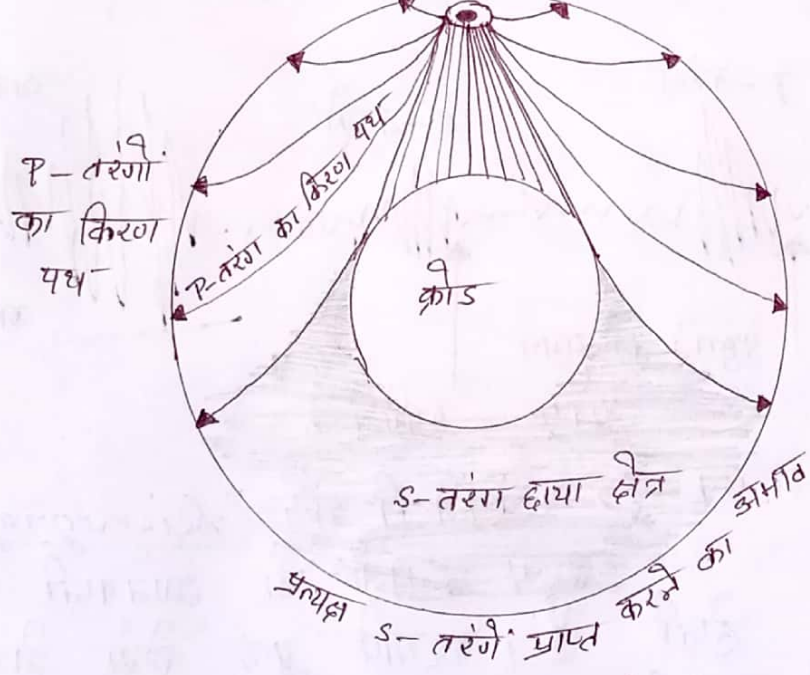 P- तरंगों
का किरण
पथ
P-तरंग का किरण पथ
क्रोड
S- तरंग छाया क्षेत्र
प्रत्यक्ष S- तरंगें प्राप्त करने का अभाव